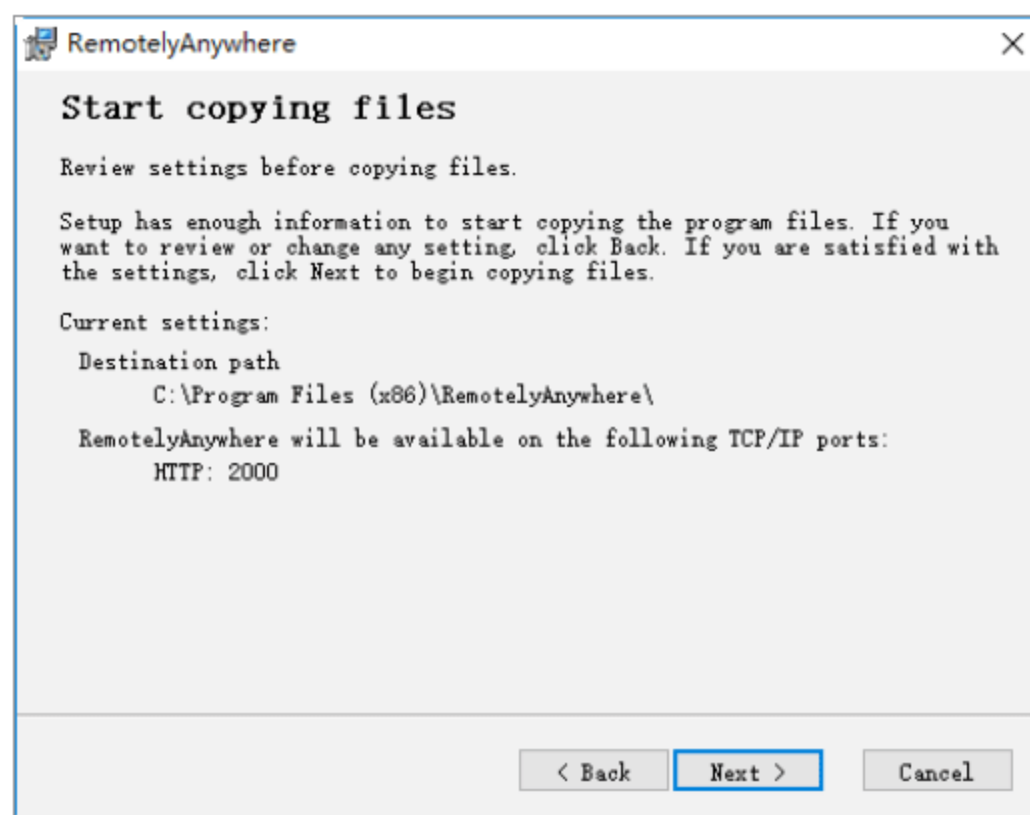 RemotelyAnywhere
Start copying files
Review settings before copying files.
Setup has enough information to start copying the program files. If you
want to review or change any setting, click Back. If you are satisfied with
the settings, click Next to begin copying files.
Current settings:
Destination path
C:\Program Files (x86)\RemotelyAnywhere\
RemotelyAnywhere will be available on the following TCP/IP ports:
HTTP: 2000
< Back Next > Cancel